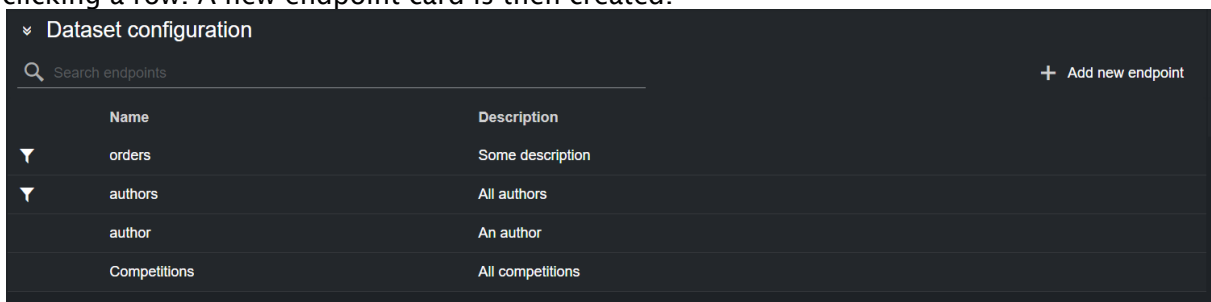 clicking a row. A new endpoint card is then created.
Dataset configuration
Search endpoints
Add new endpoint
Name Description
orders Some description
authors All authors
author An author
Competitions All competitions